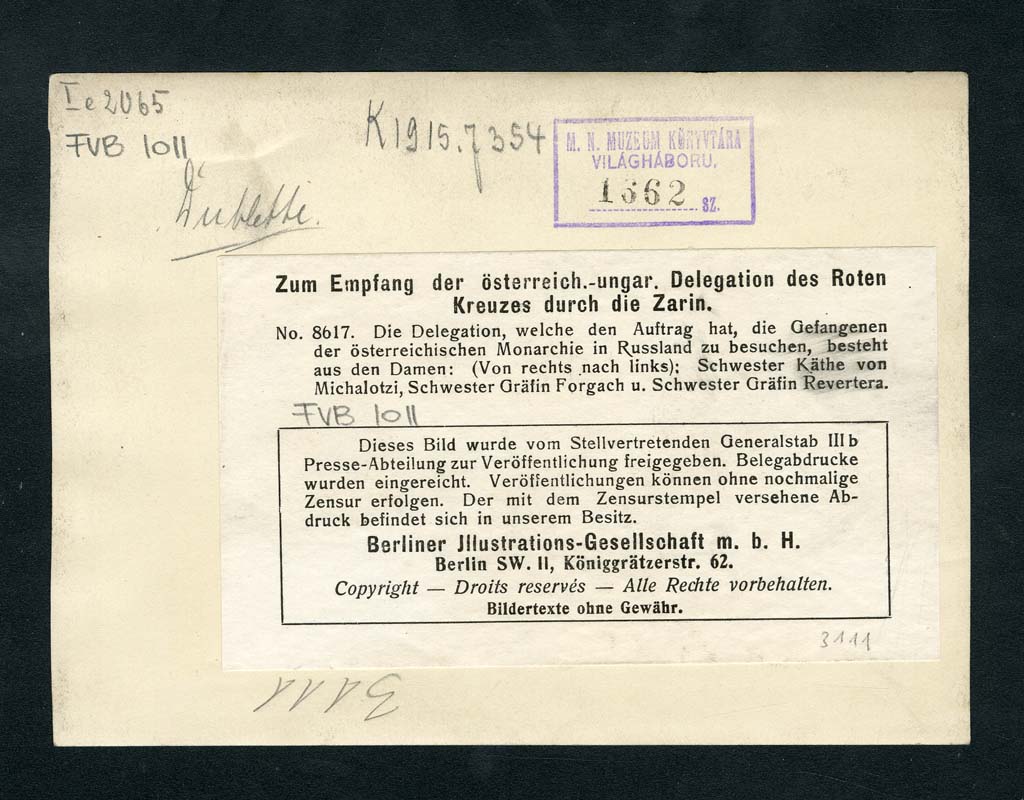 Ie 2065
FVB 1011
K1915.7354
M. N. MUZEUM KÖNYVTÁRA
VILÁGHÁBORU.
1662 SZ.
Dublette.
Zum Empfang der österreich.-ungar. Delegation des Roten
Kreuzes durch die Zarin.
No. 8617. Die Delegation, welche den Auftrag hat, die Gefangenen
der österreichischen Monarchie in Russland zu besuchen, besteht
aus den Damen: (Von rechts nach links): Schwester Käthe von
Michalotzi, Schwester Gräfin Forgach u. Schwester Gräfin Revertera.
FVB 1011
Dieses Bild wurde vom Stellvertretenden Generalstab III b
Presse-Abteilung zur Veröffentlichung freigegeben. Belegabdrucke
wurden eingereicht. Veröffentlichungen können ohne nochmalige
Zensur erfolgen. Der mit dem Zensurstempel versehene Ab-
druck befindet sich in unserem Besitz.
Berliner Jllustrations-Gesellschaft m. b. H.
Berlin SW. 11, Königgrätzerstr. 62.
Copyright — Droits reservés — Alle Rechte vorbehalten.
Bildertexte ohne Gewähr.
3111
3111